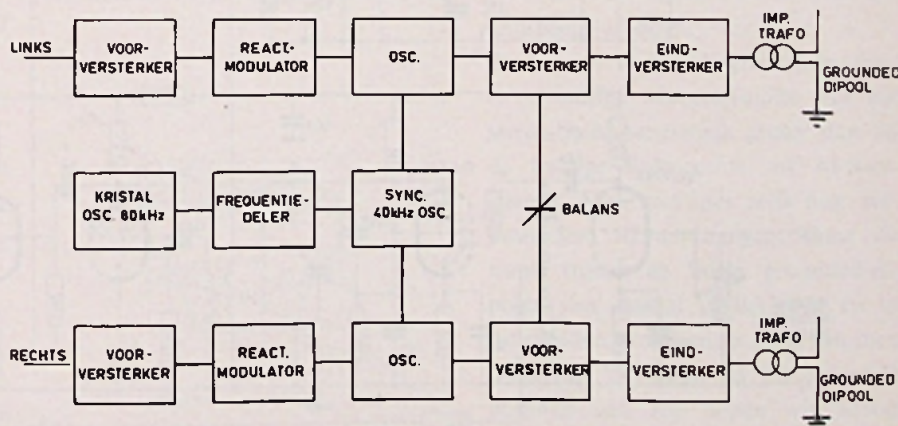 LINKS
VOOR-
VERSTERKER
REACT.-
MODULATOR
OSC.
VOOR-
VERSTERKER
EIND-
VERSTERKER
IMP.
TRAFO
GROUNDED
DIPOOL
KRISTAL
OSC. 80kHz
FREQUENTIE-
DELER
SYNC.
40kHz OSC.
BALANS
RECHTS
VOOR-
VERSTERKER
REACT.
MODULATOR
OSC.
VOOR-
VERSTERKER
EIND-
VERSTERKER
IMP.
TRAFO
GROUNDED
DIPOOL